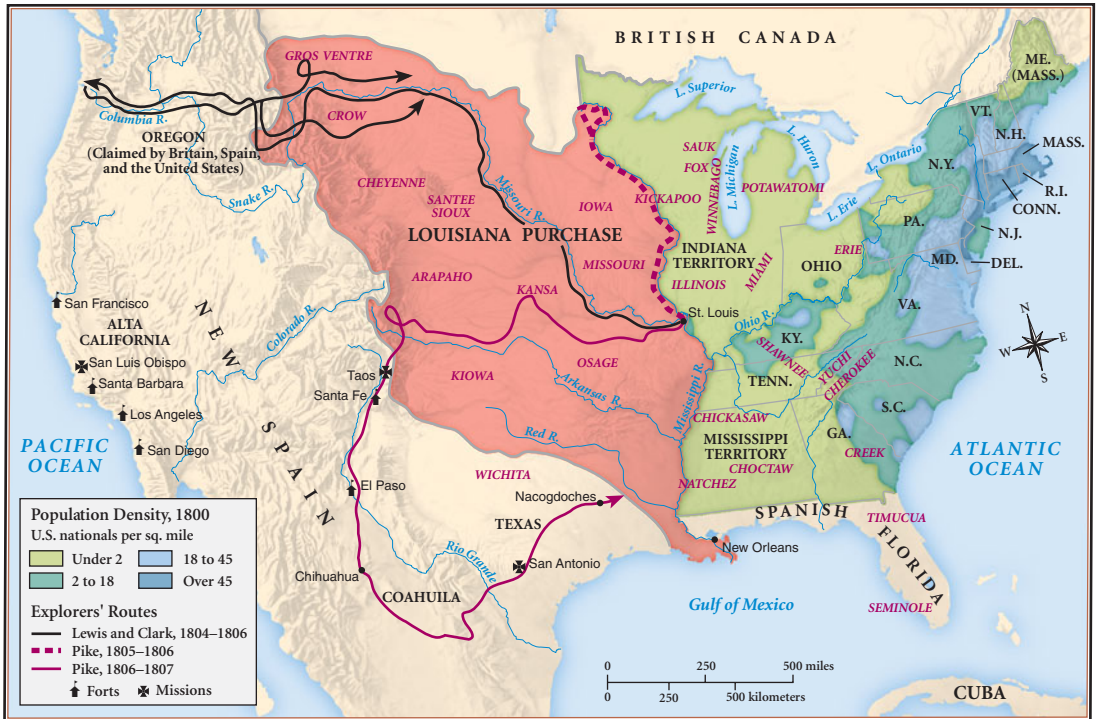 BRITISH CANADA
ME.
(MASS.)
GROS VENTRE
L. Superior
Columbia R.
CROW
VT.
OREGON
(Claimed by Britain, Spain,
and the United States)
L. Huron
N.H.
MASS.
SAUK
FOX
L. Michigan
WINNEBAGO
L. Ontario
N.Y.
Snake R.
CHEYENNE
SANTEE
SIOUX
Missouri R.
IOWA
KICKAPOO
POTAWATOMI
L. Erie
R.I.
CONN.
LOUISIANA PURCHASE
PA.
N.J.
INDIANA
TERRITORY
ERIE
MD.
DEL.
ARAPAHO
MISSOURI
ILLINOIS
MIAMI
OHIO
KANSA
San Francisco
ALTA
CALIFORNIA
NEW SPAIN
Colorado R.
St. Louis
Ohio R.
KY.
VA.
N
W
E
S
San Luis Obispo
Santa Barbara
Taos
Santa Fe
KIOWA
OSAGE
Arkansas R.
Mississippi R.
SHAWNEE
TENN.
YUCHI
CHEROKEE
N.C.
Los Angeles
San Diego
PACIFIC
OCEAN
Red R.
CHICKASAW
S.C.
GA.
MISSISSIPPI
TERRITORY
CHOCTAW
CREEK
ATLANTIC
OCEAN
El Paso
WICHITA
Nacogdoches
NATCHEZ
TEXAS
SPANISH
FLORIDA
TIMUCUA
New Orleans
Rio Grande
San Antonio
Chihuahua
COAHUILA
Gulf of Mexico
SEMINOLE
Population Density, 1800
U.S. nationals per sq. mile
Under 2
18 to 45
2 to 18
Over 45
Explorers' Routes
Lewis and Clark, 1804–1806
Pike, 1805–1806
Pike, 1806–1807
Forts
Missions
0 250 500 miles
0 250 500 kilometers
CUBA